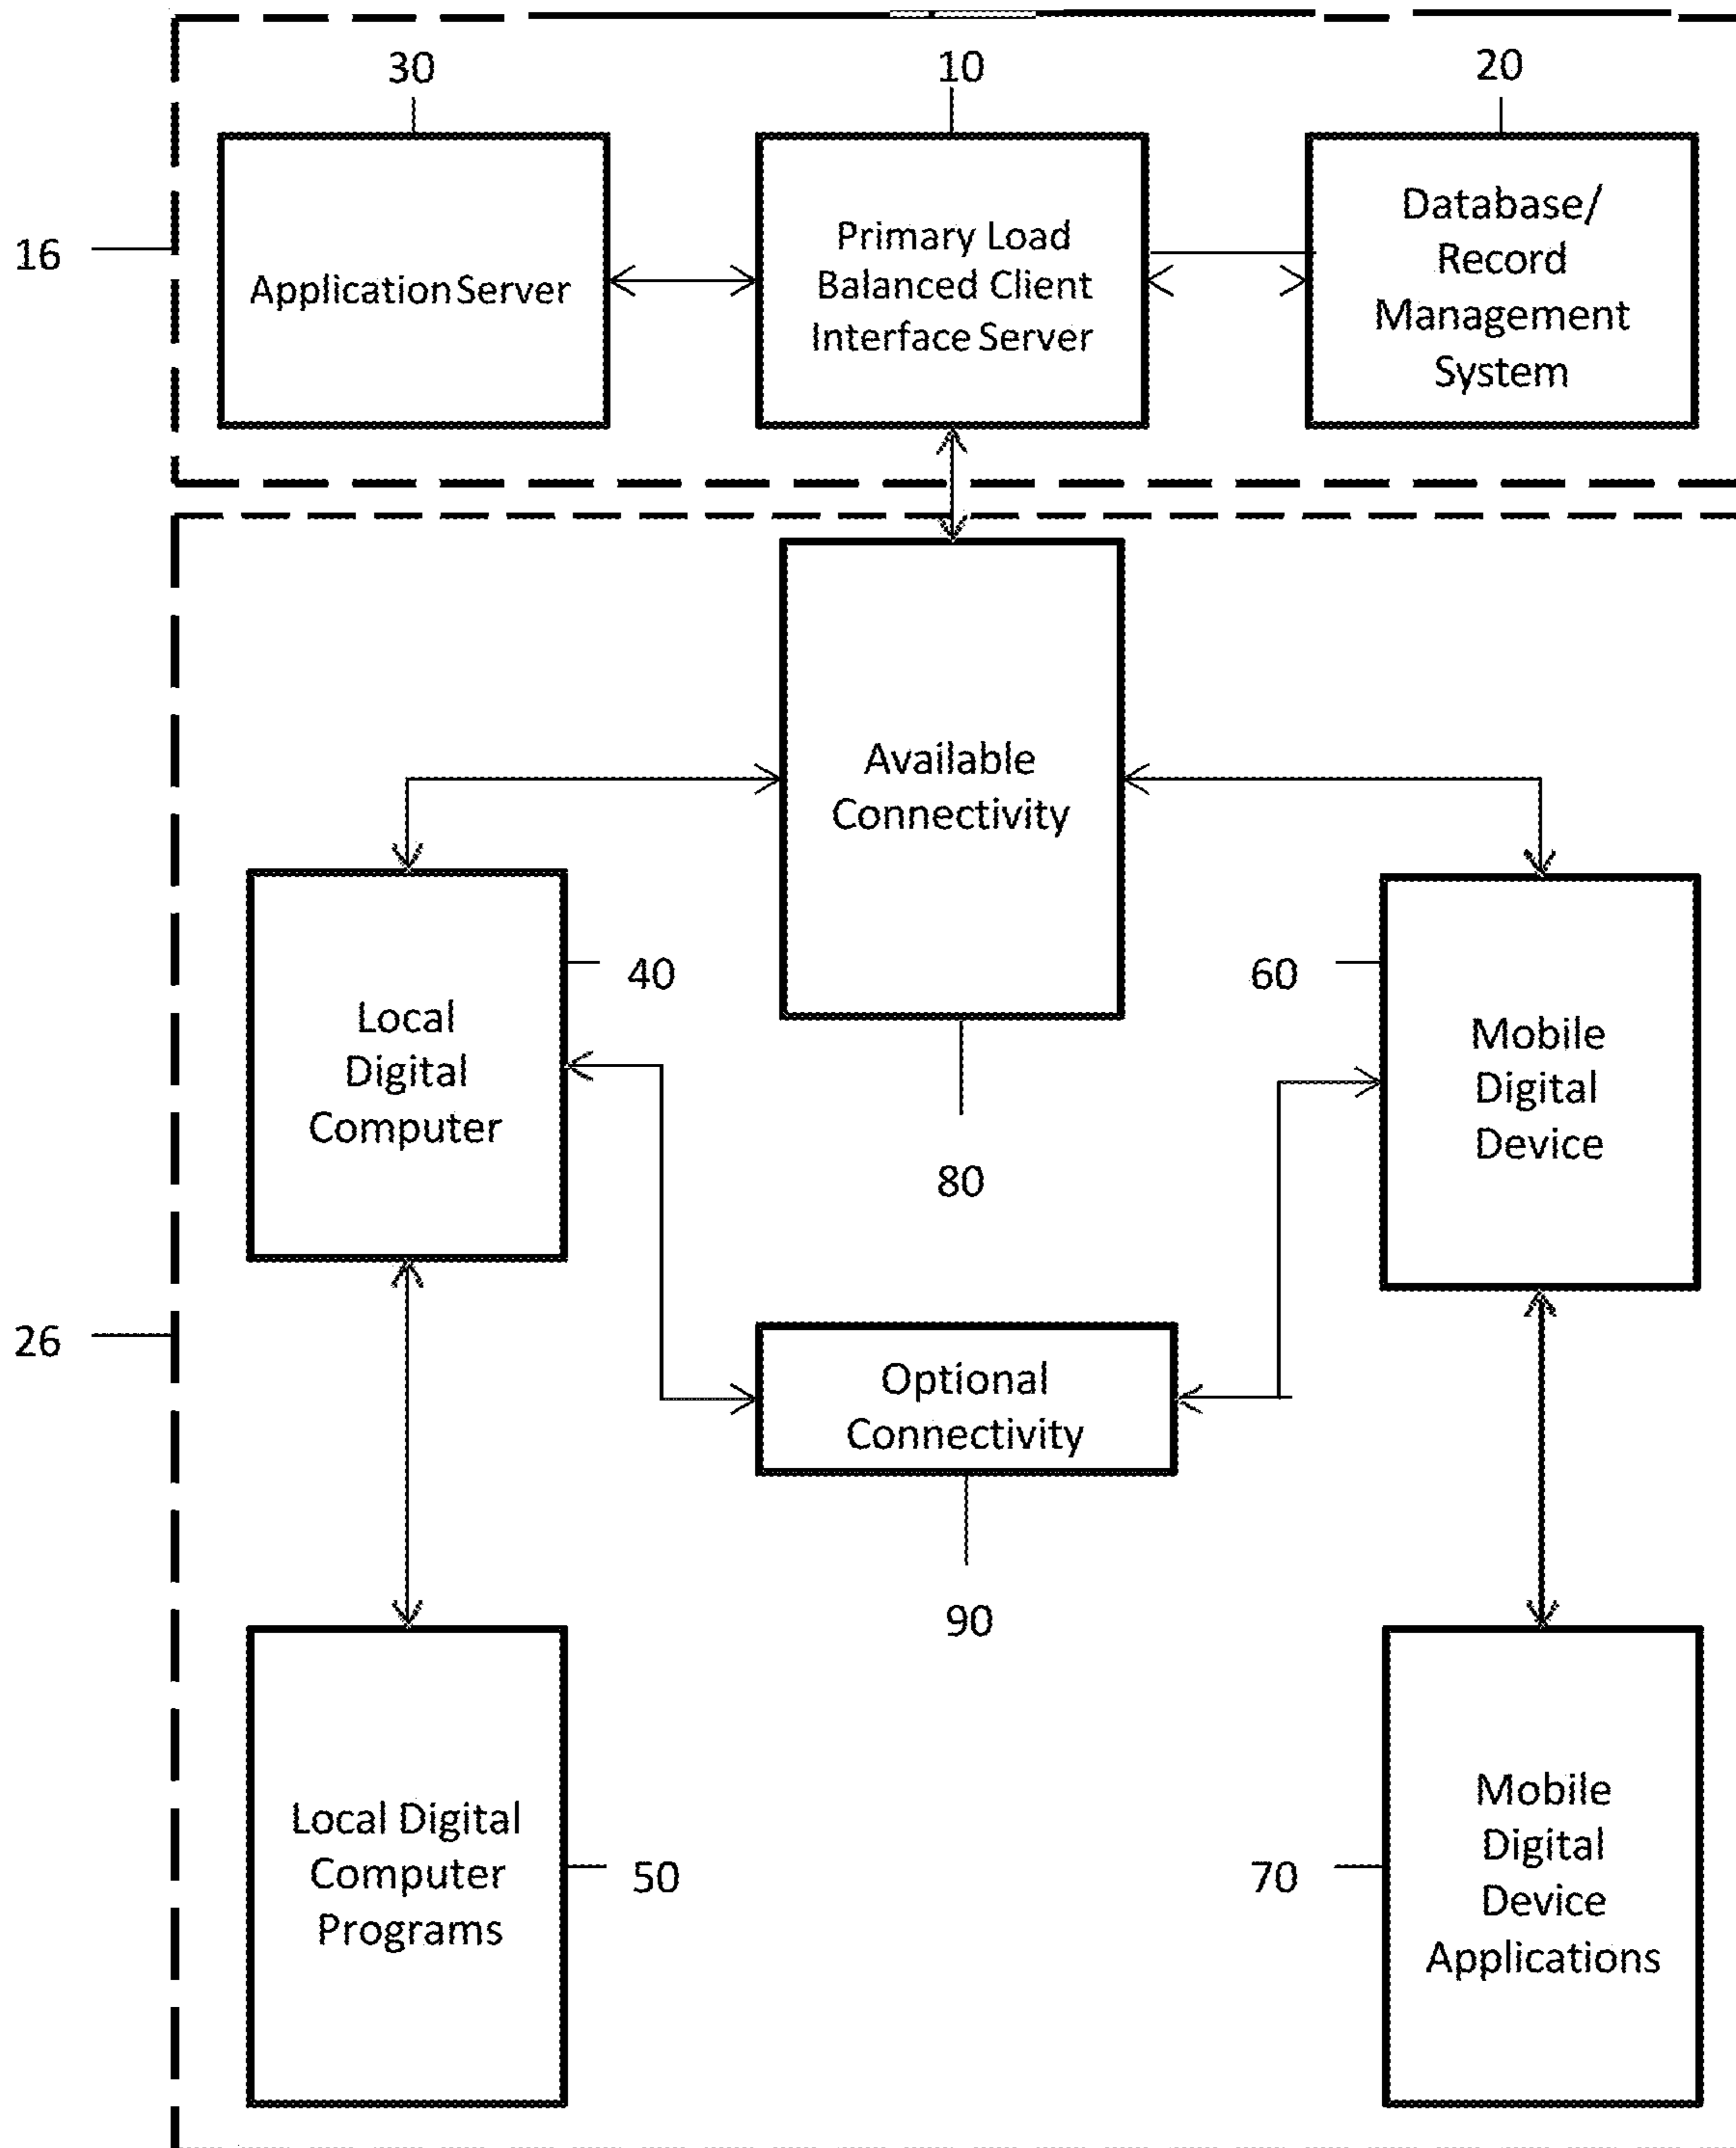 30
10
20
16
Application Server
Primary Load
Balanced Client
Interface Server
Database/
Record
Management
System
Available
Connectivity
80
Local
Digital
Computer
40
60
Mobile
Digital
Device
26
Optional
Connectivity
90
Local Digital
Computer
Programs
50
70
Mobile
Digital
Device
Applications